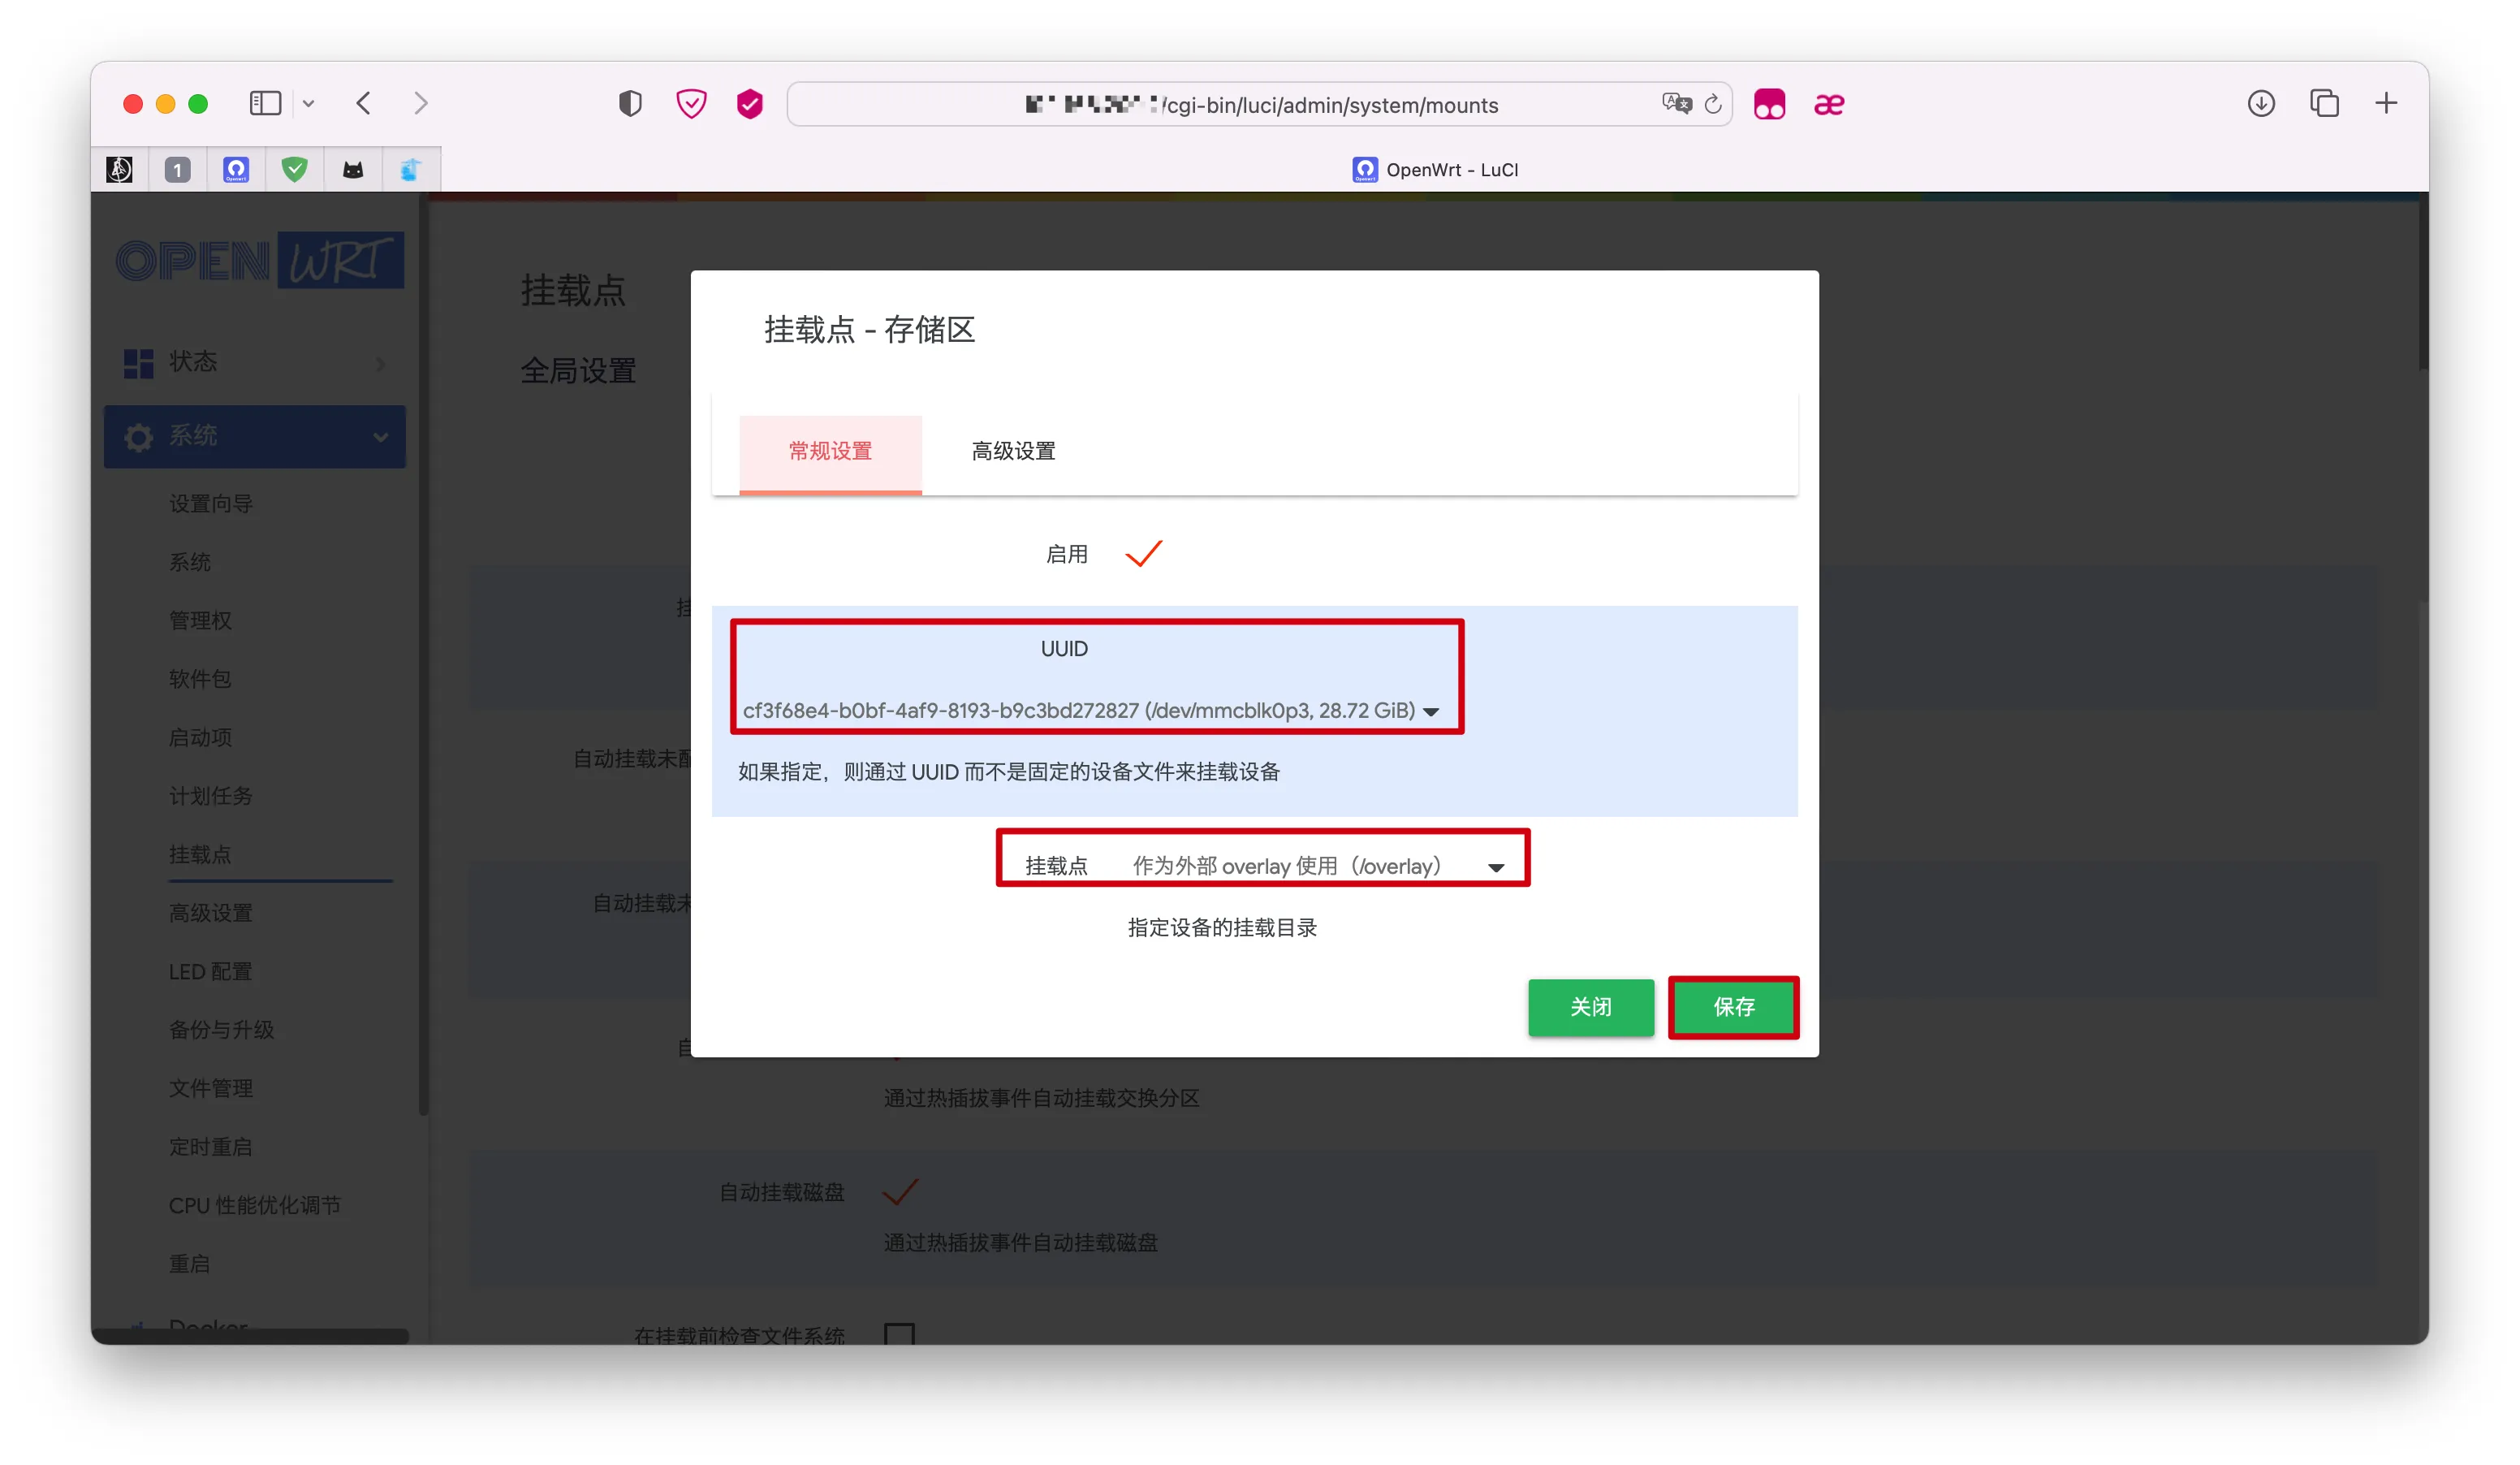 /cgi-bin/luci/admin/system/mounts
æ
1
OpenWrt - LuCI
OPEN WRT
挂载点
全局设置
状态
系统
设置向导
系统
管理权
软件包
启动项
计划任务
挂载点
高级设置
LED 配置
备份与升级
文件管理
定时重启
CPU 性能优化调节
重启
Docker
自动挂载未配
自动挂载未
挂载点 - 存储区
常规设置
高级设置
启用
UUID
cf3f68e4-b0bf-4af9-8193-b9c3bd272827 (/dev/mmcblk0p3, 28.72 GiB)
如果指定，则通过 UUID 而不是固定的设备文件来挂载设备
挂载点 作为外部 overlay 使用（/overlay）
指定设备的挂载目录
关闭 保存
通过热插拔事件自动挂载交换分区
自动挂载磁盘
通过热插拔事件自动挂载磁盘
在挂载前检查文件系统